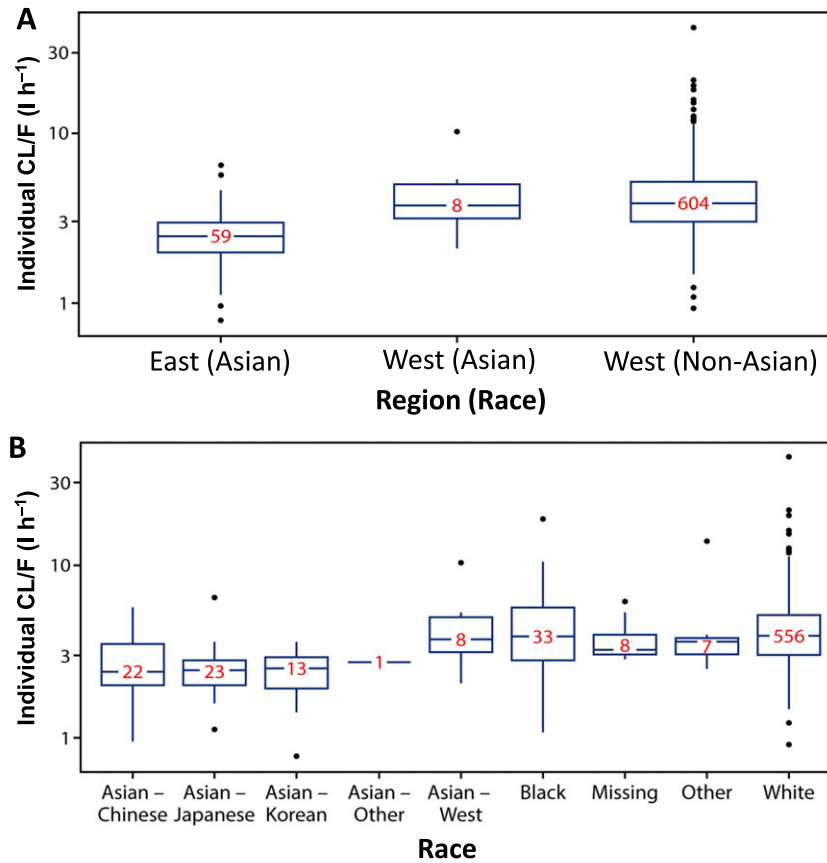 A
Individual CL/F (l h⁻¹)
30
10
3
1
59
8
604
East (Asian) West (Asian) West (Non-Asian)
Region (Race)
B
Individual CL/F (l h⁻¹)
30
10
3
1
22 23 13 1 8 33 8 7 556
Asian – Asian – Asian – Asian – Asian – Black Missing Other White
Chinese Japanese Korean Other West
Race